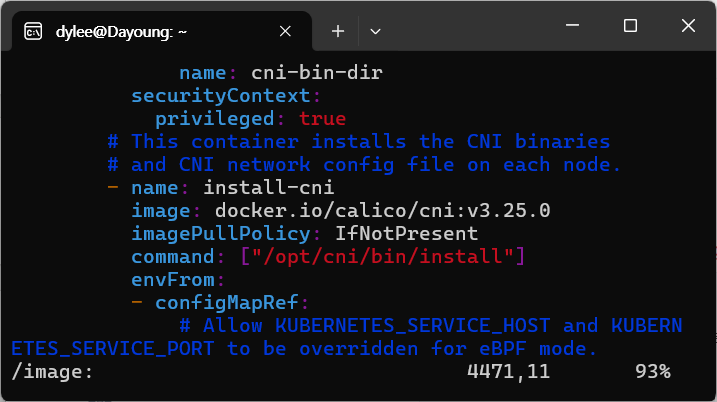 dylee@Dayoung: ~
name: cni-bin-dir
securityContext:
privileged: true
# This container installs the CNI binaries
# and CNI network config file on each node.
- name: install-cni
image: docker.io/calico/cni:v3.25.0
imagePullPolicy: IfNotPresent
command: ["/opt/cni/bin/install"]
envFrom:
- configMapRef:
# Allow KUBERNETES_SERVICE_HOST and KUBERN
ETES_SERVICE_PORT to be overridden for eBPF mode.
/image: 4471,11 93%